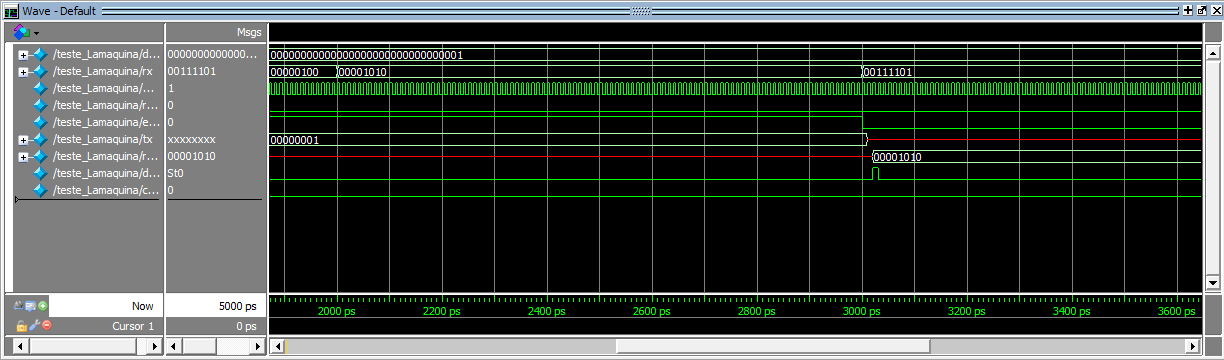 Wave - Default
Msgs
/teste_Lamaquina/d... 000000000000... 00000000000000000000000000000001
/teste_Lamaquina/rx 00111101 00000100 00001010 00111101
/teste_Lamaquina/... 1
/teste_Lamaquina/r... 0
/teste_Lamaquina/e... 0
/teste_Lamaquina/tx xxxxxxxx 00000001
/teste_Lamaquina/r... 00001010 00001010
/teste_Lamaquina/d... St0
/teste_Lamaquina/c... 0
Now 5000 ps 2000 ps 2200 ps 2400 ps 2600 ps 2800 ps 3000 ps 3200 ps 3400 ps 3600 ps
Cursor 1 0 ps